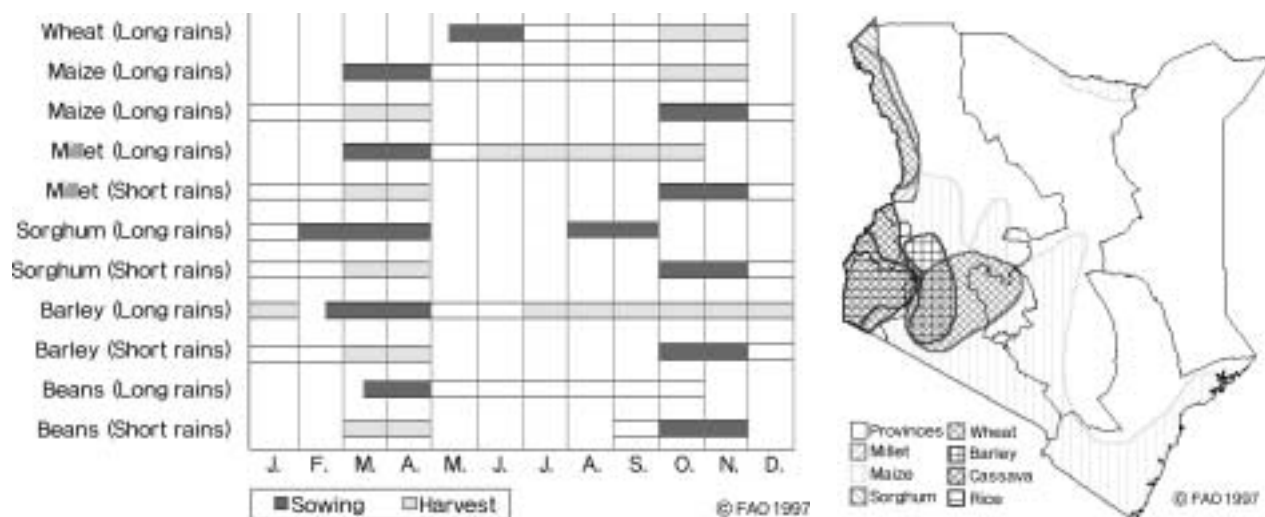 Wheat (Long rains)
Maize (Long rains)
Maize (Long rains)
Millet (Long rains)
Millet (Short rains)
Sorghum (Long rains)
Sorghum (Short rains)
Barley (Long rains)
Barley (Short rains)
Beans (Long rains)
Beans (Short rains)
J. F. M. A. M. J. J. A. S. O. N. D.
Sowing Harvest
© FAO 1997
Provinces Wheat
Millet Barley
Maize Cassava
Sorghum Rice
© FAO 1997